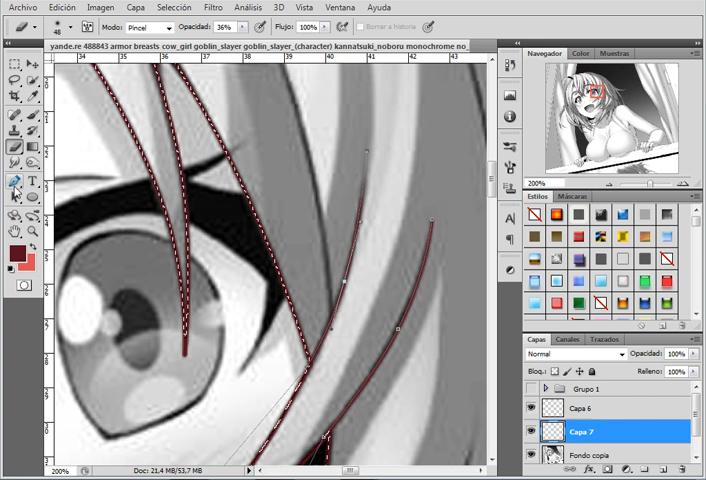 Archivo Edición Imagen Capa Selección Filtro Análisis 3D Vista Ventana Ayuda
48 Modo: Pincel Opacidad: 36% Flujo: 100% Borrar a historia
yande.re 488843 armor breasts cow_girl goblin_slayer goblin_slayer_(character) kannatsuki_noboru monochrome no_
34 35 36 37 38 39 40 41 42 43
Navegador Color Muestras
200%
Estilos Máscaras
Capas Canales Trazados
Normal Opacidad: 100%
Bloq.: Relleno: 100%
Grupo 1
Capa 6
Capa 7
Fondo copia
200% Doc: 21,4 MB/53,7 MB